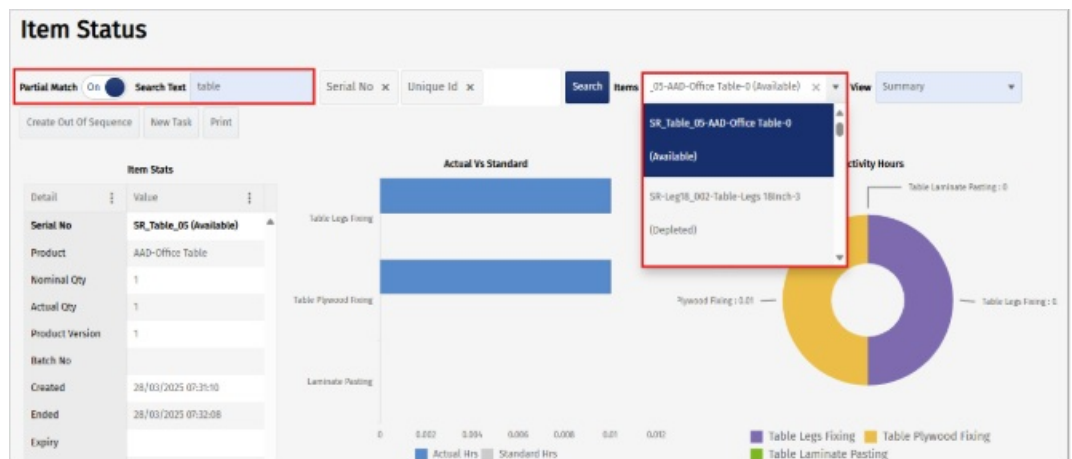 Item Status
Partial Match On Search Text table Serial No × Unique Id × Search Items _05-AAD-Office Table-0 (Available) × View Summary
Create Out Of Sequence New Task Print
SR_Table_05-AAD-Office Table-0
(Available)
SR-Leg18_002-Table-Legs 18Inch-3
(Depleted)
Item Stats
Detail Value
Serial No SR_Table_05 (Available)
Product AAD-Office Table
Nominal Qty 1
Actual Qty 1
Product Version 1
Batch No
Created 28/03/2025 07:31:10
Ended 28/03/2025 07:32:08
Expiry
Actual Vs Standard
Table Legs Fixing
Table Plywood Fixing
Laminate Pasting
0 0.002 0.004 0.006 0.008 0.01 0.012
Actual Hrs Standard Hrs
ctivity Hours
Table Laminate Pasting : 0
Plywood Fixing : 0.01
Table Legs Fixing : 0.
Table Legs Fixing Table Plywood Fixing
Table Laminate Pasting